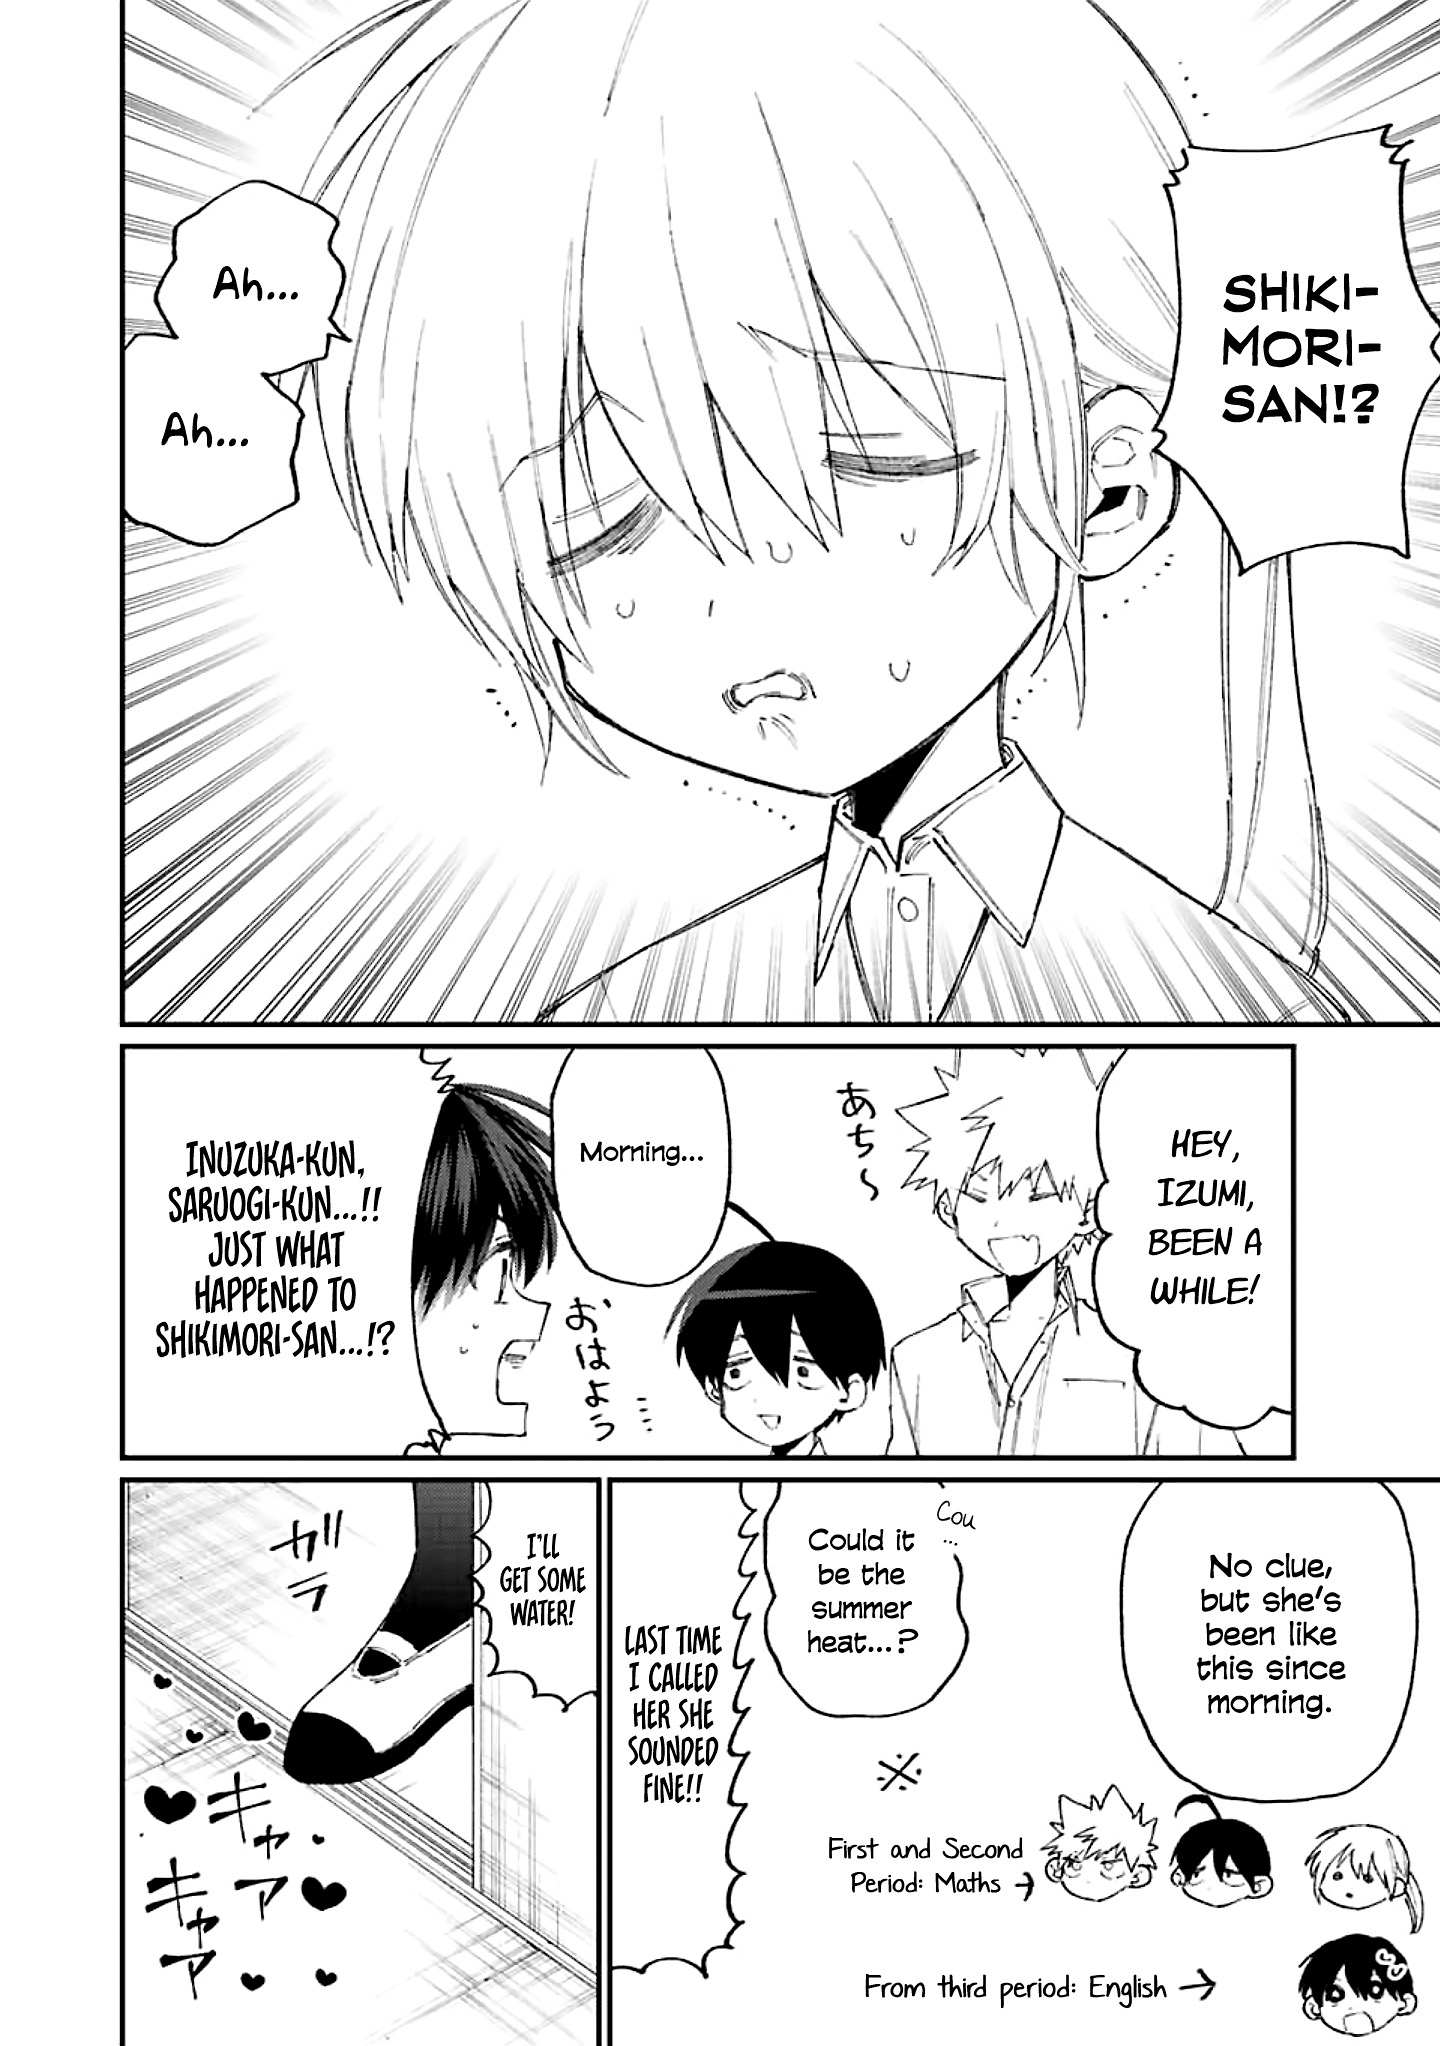 SHIKI-
MORI-
SAN!?
Ah...
Ah...
HEY,
IZUMI,
BEEN A
WHILE!
あち〜
Morning...
おはよう
INUZUKA-KUN,
SARUOGI-KUN...!!
JUST WHAT
HAPPENED TO
SHIKIMORI-SAN...!?
No clue,
but she's
been like
this since
morning.
Cou
...
Could it
be the
summer
heat...?
※
First and Second
Period: Maths →
From third period: English →
LAST TIME
I CALLED
HER SHE
SOUNDED
FINE!!
I'LL
GET SOME
WATER!
ガラ
キャア
キャア